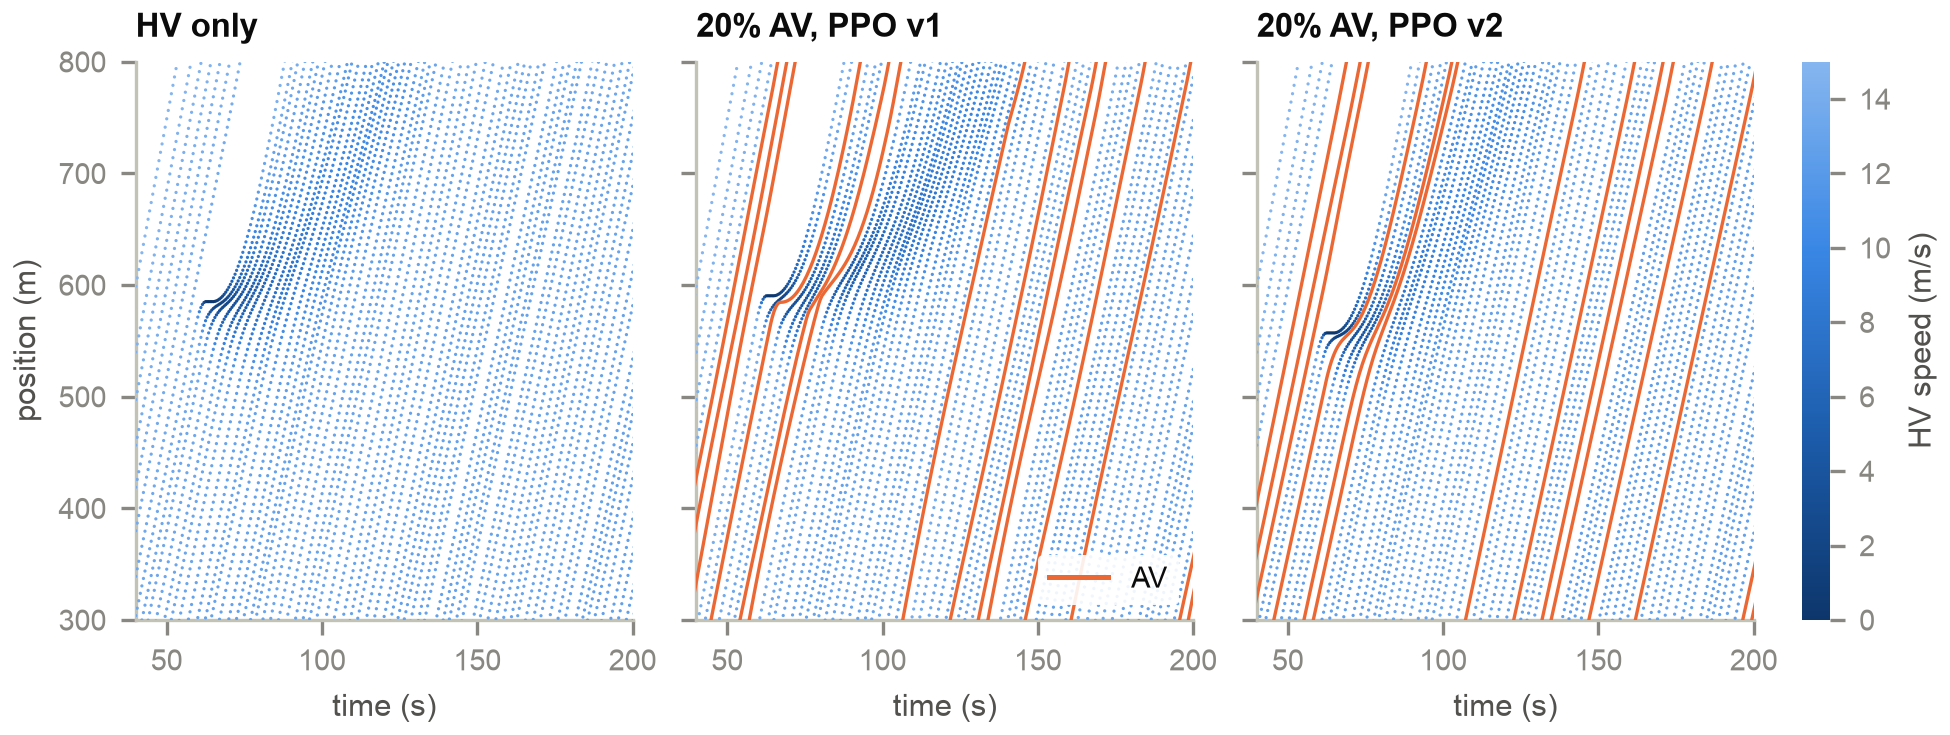 HV only
20% AV, PPO v1
20% AV, PPO v2
800
700
600
500
400
300
position (m)
50 100 150 200
time (s)
AV
50 100 150 200
time (s)
50 100 150 200
time (s)
14
12
10
8
6
4
2
0
HV speed (m/s)